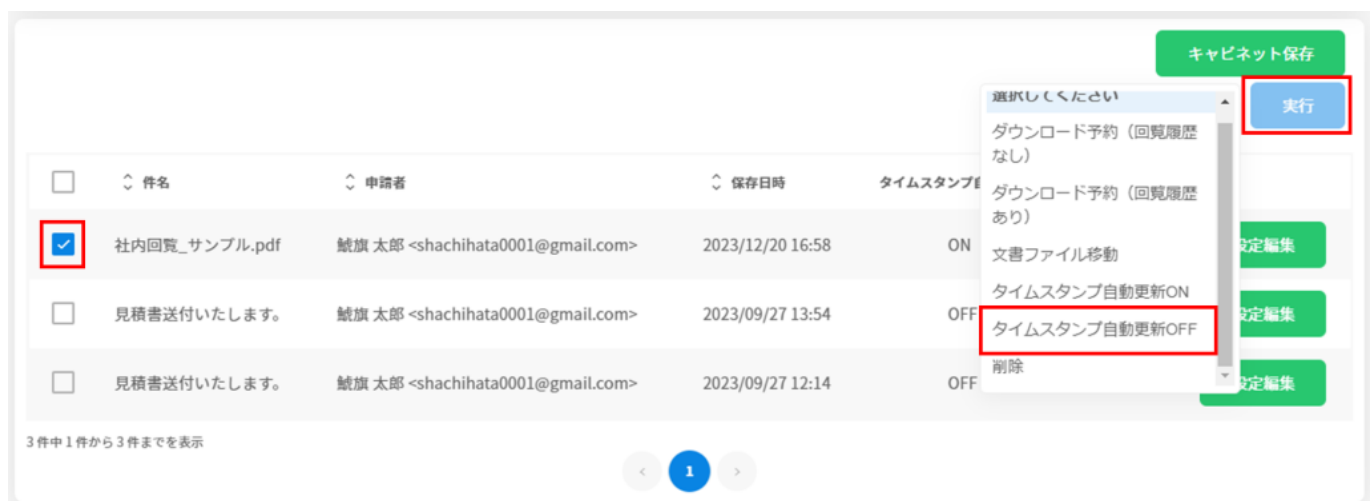 キャビネット保存
選択してください
実行
ダウンロード予約（回覧履歴
なし）
ダウンロード予約（回覧履歴
あり）
文書ファイル移動
タイムスタンプ自動更新ON
タイムスタンプ自動更新OFF
削除
件名 申請者 保存日時 タイムスタンプ
社内回覧_サンプル.pdf 鯱旗 太郎 <shachihata0001@gmail.com> 2023/12/20 16:58 ON 定編集
見積書送付いたします。 鯱旗 太郎 <shachihata0001@gmail.com> 2023/09/27 13:54 OFF 定編集
見積書送付いたします。 鯱旗 太郎 <shachihata0001@gmail.com> 2023/09/27 12:14 OFF 定編集
3 件中 1 件から 3 件までを表示
< 1 >